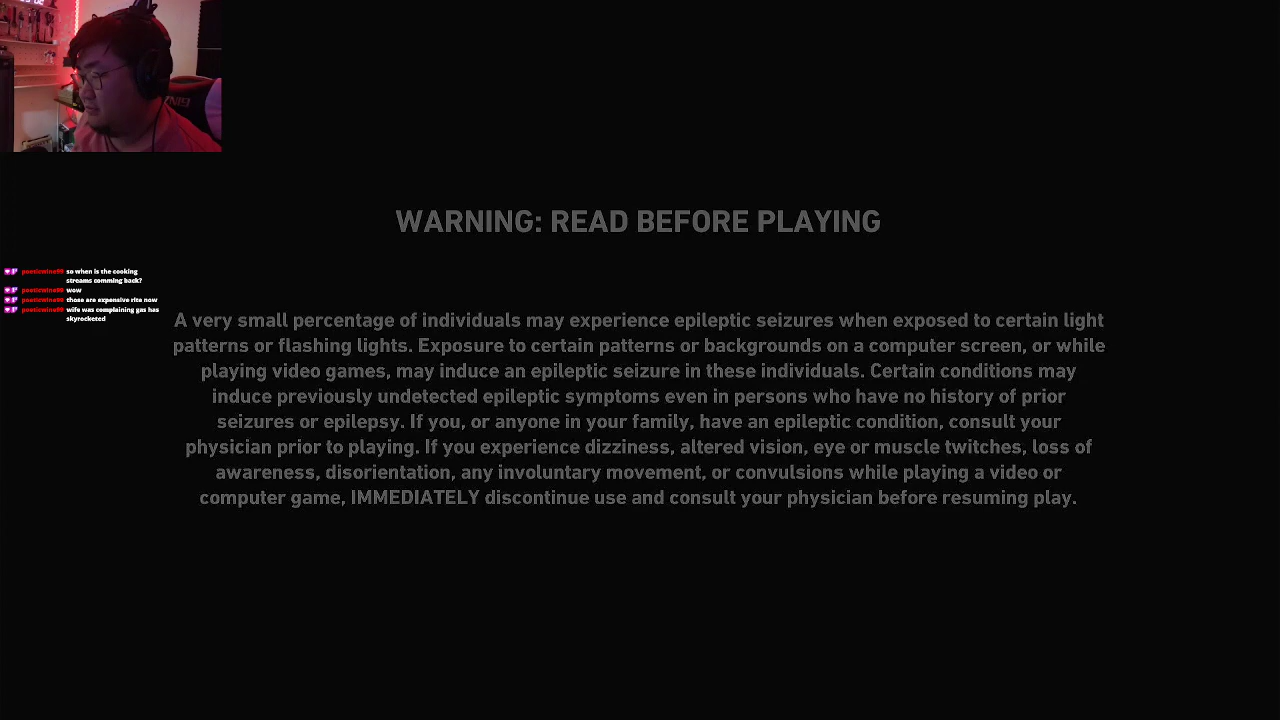 WARNING: READ BEFORE PLAYING
poeticwine99 so when is the cooking
streams comming back?
poeticwine99 wow
poeticwine99 those are expensive rite now
poeticwine99 wife was complaining gas has
skyrocketed
A very small percentage of individuals may experience epileptic seizures when exposed to certain light
patterns or flashing lights. Exposure to certain patterns or backgrounds on a computer screen, or while
playing video games, may induce an epileptic seizure in these individuals. Certain conditions may
induce previously undetected epileptic symptoms even in persons who have no history of prior
seizures or epilepsy. If you, or anyone in your family, have an epileptic condition, consult your
physician prior to playing. If you experience dizziness, altered vision, eye or muscle twitches, loss of
awareness, disorientation, any involuntary movement, or convulsions while playing a video or
computer game, IMMEDIATELY discontinue use and consult your physician before resuming play.